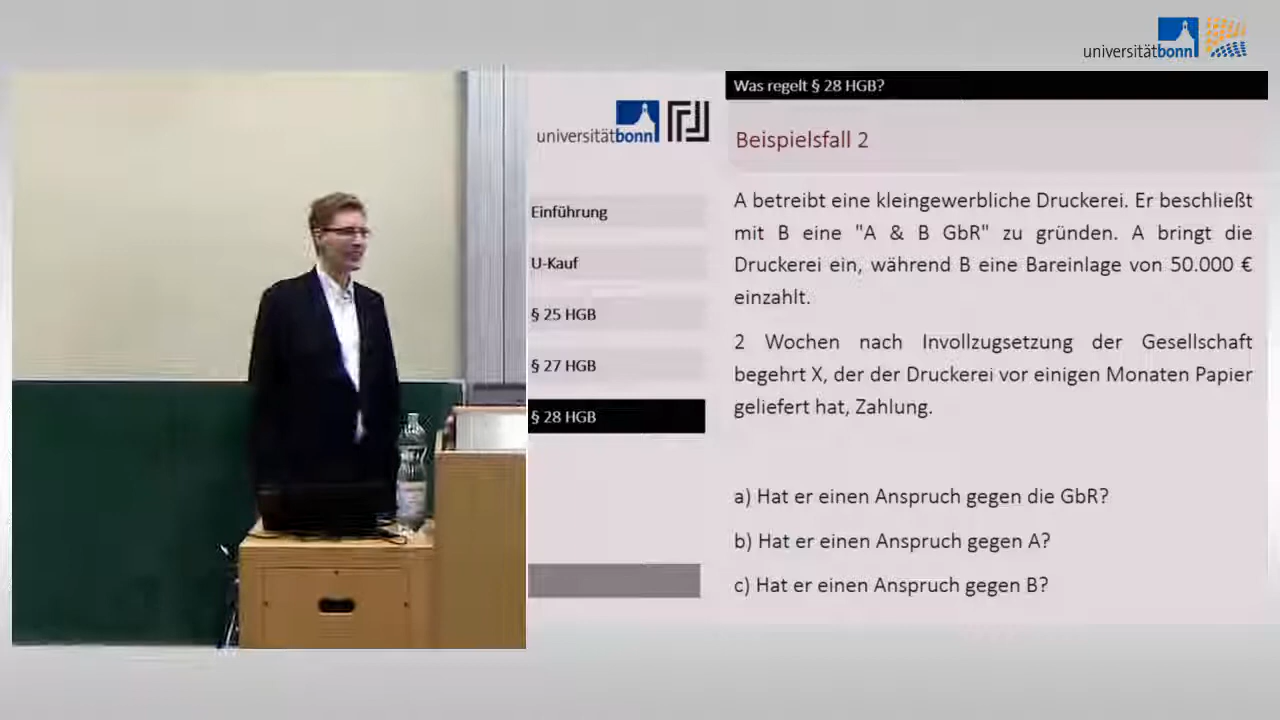 universitätbonn
Was regelt § 28 HGB?
universitätbonn
Beispielsfall 2
A betreibt eine kleingewerbliche Druckerei. Er beschließt
mit B eine "A & B GbR" zu gründen. A bringt die
Druckerei ein, während B eine Bareinlage von 50.000 €
einzahlt.
2 Wochen nach Involzugsetzung der Gesellschaft
begehrt X, der der Druckerei vor einigen Monaten Papier
geliefert hat, Zahlung.
a) Hat er einen Anspruch gegen die GbR?
b) Hat er einen Anspruch gegen A?
c) Hat er einen Anspruch gegen B?
Einführung
U-Kauf
§ 25 HGB
§ 27 HGB
§ 28 HGB